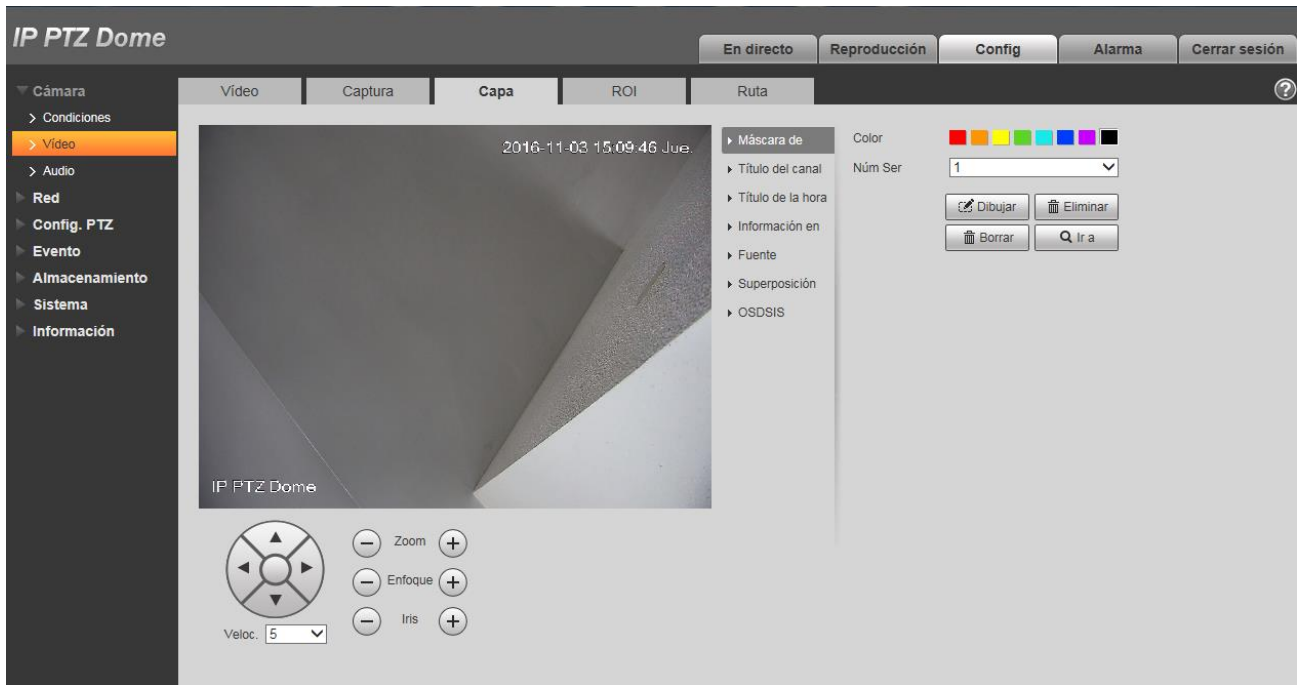 IP PTZ Dome
En directo
Reproducción
Config
Alarma
Cerrar sesión
Cámara
Condiciones
Vídeo
Audio
Red
Config. PTZ
Evento
Almacenamiento
Sistema
Información
Vídeo
Captura
Capa
ROI
Ruta
?
2016-11-03 15:09:46 Jue.
IP PTZ Dome
Máscara de
Título del canal
Título de la hora
Información en
Fuente
Superposición
OSDSIS
Color
Núm Ser
1
Dibujar
Eliminar
Borrar
Ir a
Zoom
Enfoque
Iris
Veloc. 5